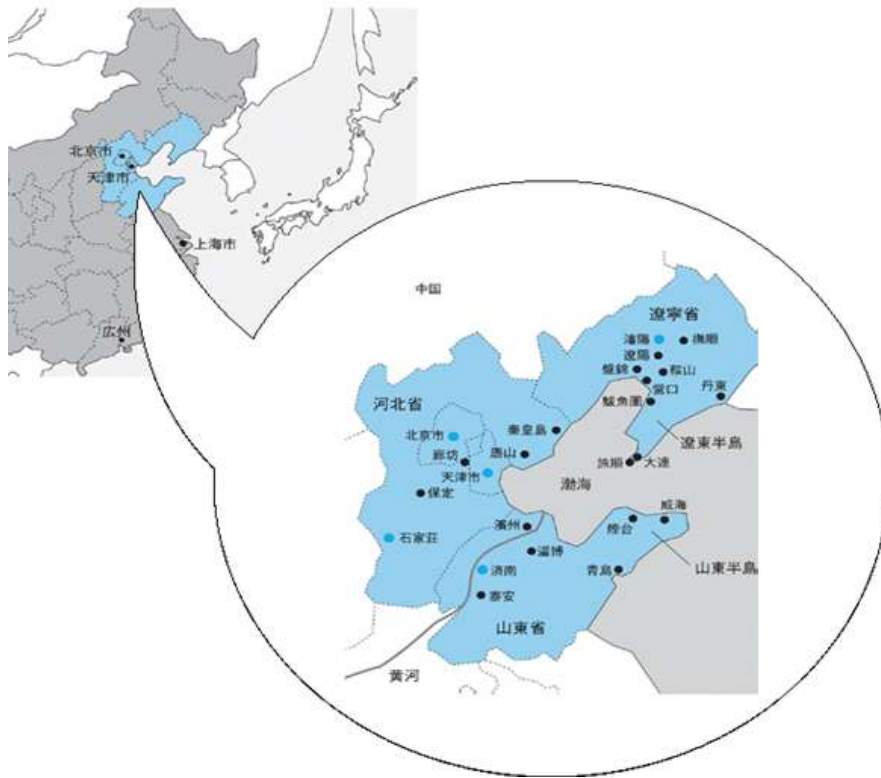 北京市
天津市
上海市
広州
中国
遼寧省
瀋陽
撫順
遼陽
盤錦
鞍山
営口
丹東
鲅魚圏
河北省
秦皇島
北京市
唐山
遼東半島
廊坊
旅順
大連
天津市
渤海
保定
威海
濱州
煙台
石家荘
淄博
山東半島
済南
青島
泰安
山東省
黄河